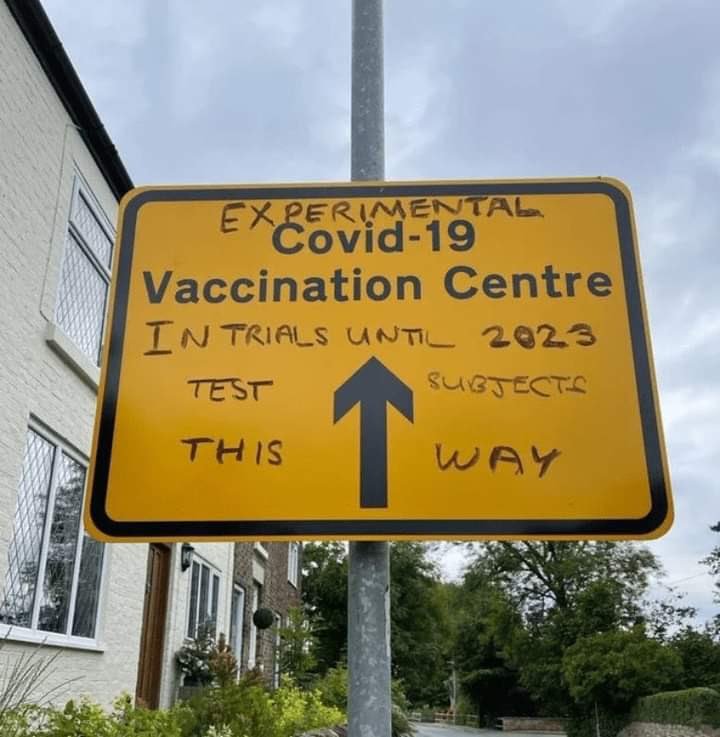 EXPERIMENTAL
Covid-19
Vaccination Centre
IN TRIALS UNTIL 2023
TEST SUBJECTS
THIS WAY